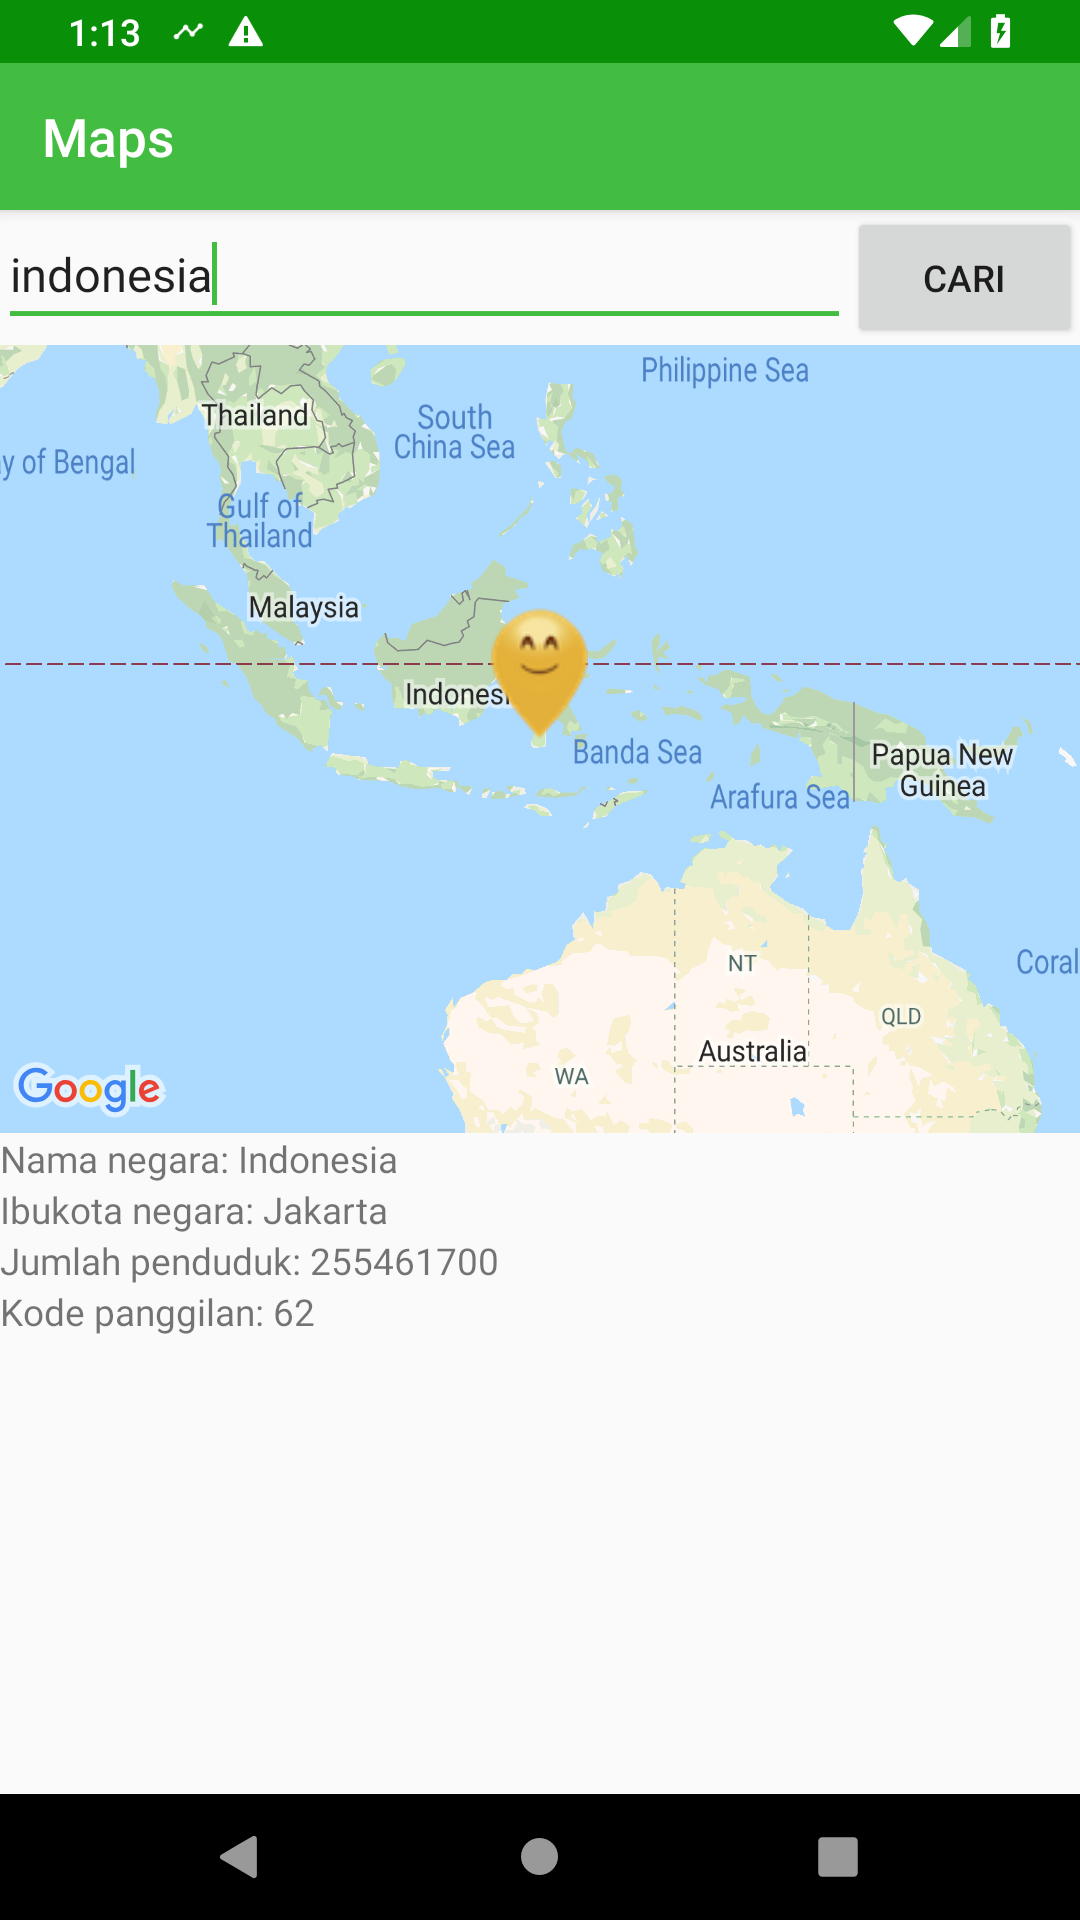 1:13
Maps
indonesia
CARI
Philippine Sea
Thailand
South
China Sea
y of Bengal
Gulf of
Thailand
Malaysia
Indonesi
Banda Sea
Papua New
Guinea
Arafura Sea
NT
Coral
QLD
Australia
WA
Google
Nama negara: Indonesia
Ibukota negara: Jakarta
Jumlah penduduk: 255461700
Kode panggilan: 62